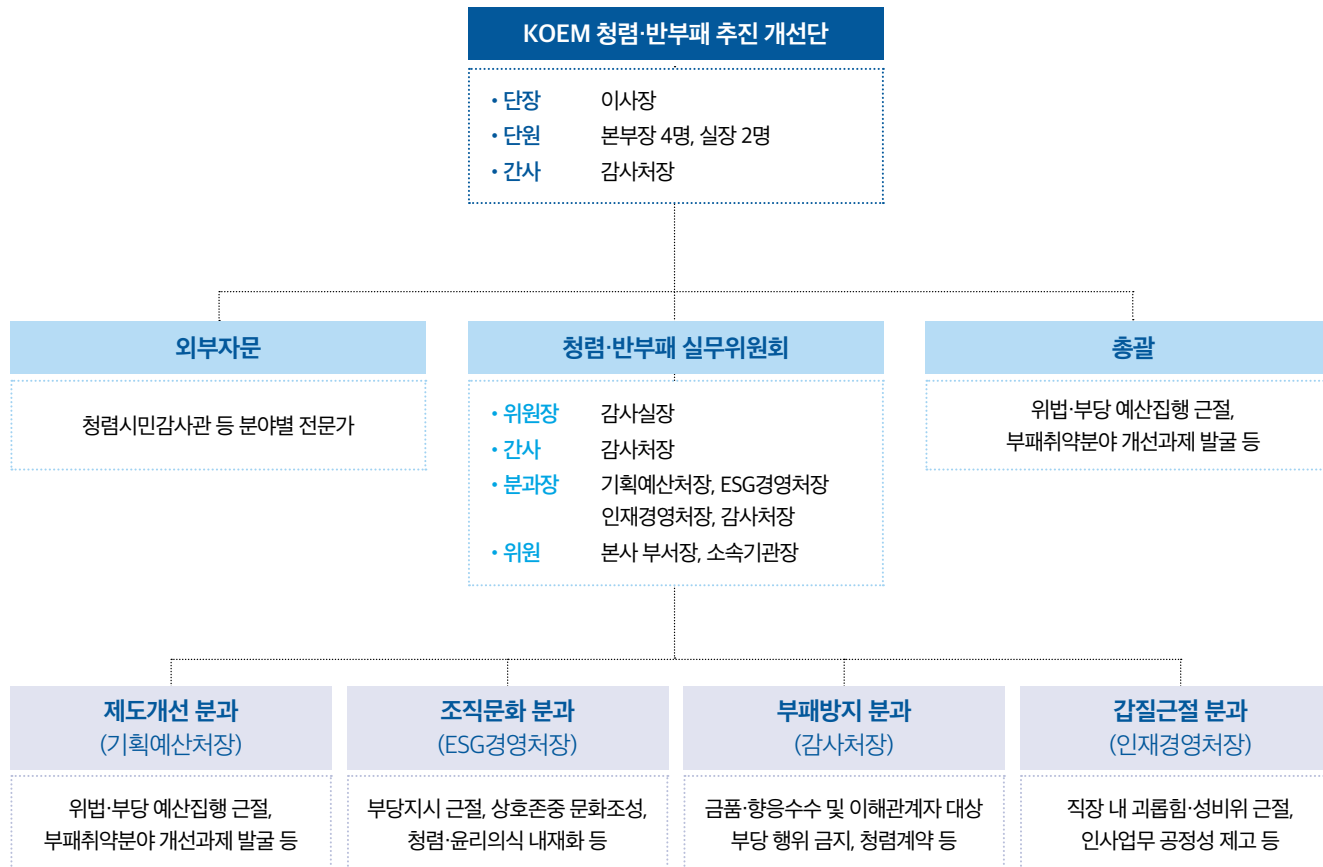 KOEM 청렴·반부패 추진 개선단
• 단장 이사장
• 단원 본부장 4명, 실장 2명
• 간사 감사처장
외부자문
청렴시민감사관 등 분야별 전문가
청렴·반부패 실무위원회
• 위원장 감사실장
• 간사 감사처장
• 분과장 기획예산처장, ESG경영처장
인재경영처장, 감사처장
• 위원 본사 부서장, 소속기관장
총괄
위법·부당 예산집행 근절,
부패취약분야 개선과제 발굴 등
제도개선 분과
(기획예산처장)
위법·부당 예산집행 근절,
부패취약분야 개선과제 발굴 등
조직문화 분과
(ESG경영처장)
부당지시 근절, 상호존중 문화조성,
청렴·윤리의식 내재화 등
부패방지 분과
(감사처장)
금품·향응수수 및 이해관계자 대상
부당 행위 금지, 청렴계약 등
갑질근절 분과
(인재경영처장)
직장 내 괴롭힘·성비위 근절,
인사업무 공정성 제고 등